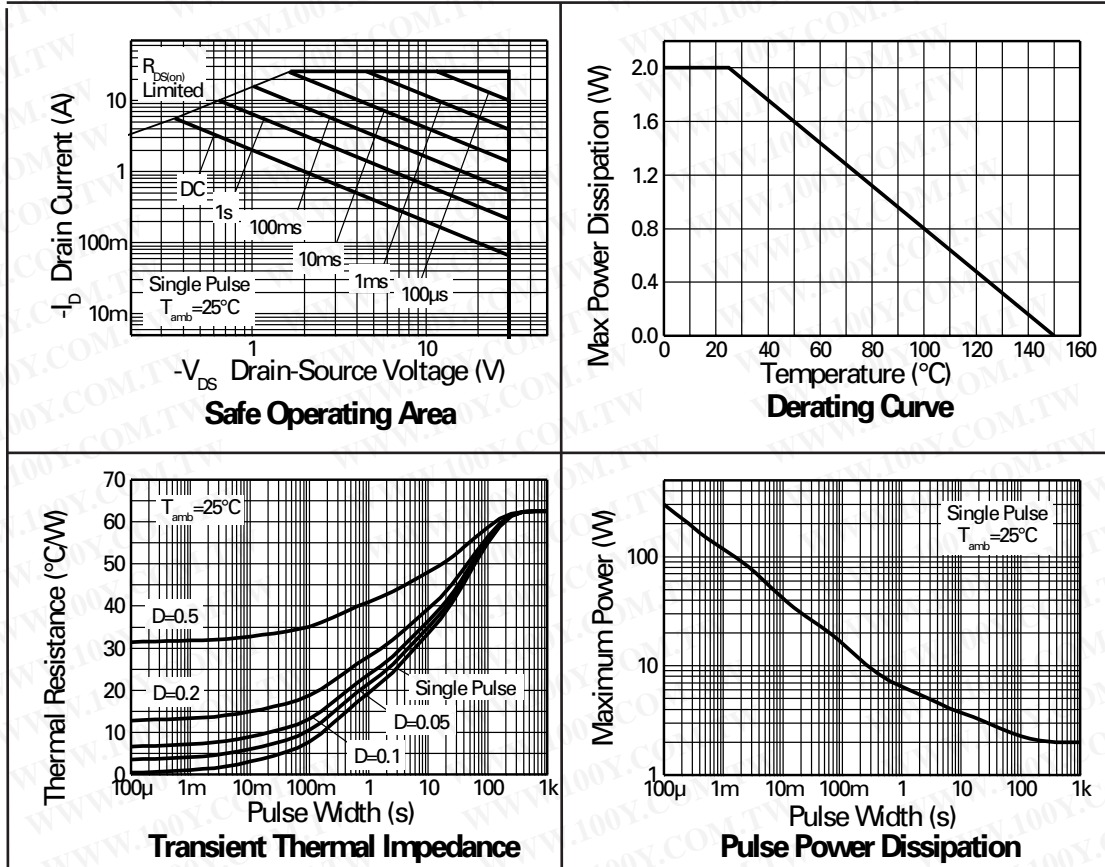 R_DS(on)
Limited
10
1
100m
10m
-I_D Drain Current (A)
DC
1s
100ms
10ms
1ms
100µs
Single Pulse
T_amb=25°C
1
10
-V_DS Drain-Source Voltage (V)
Safe Operating Area
2.0
1.6
1.2
0.8
0.4
0.0
Max Power Dissipation (W)
0 20 40 60 80 100 120 140 160
Temperature (°C)
Derating Curve
70
60
50
40
30
20
10
0
Thermal Resistance (°C/W)
T_amb=25°C
D=0.5
D=0.2
Single Pulse
D=0.05
D=0.1
100µ 1m 10m 100m 1 10 100 1k
Pulse Width (s)
Transient Thermal Impedance
100
10
1
Maximum Power (W)
Single Pulse
T_amb=25°C
100µ 1m 10m 100m 1 10 100 1k
Pulse Width (s)
Pulse Power Dissipation
WWW.100Y.COM.TW